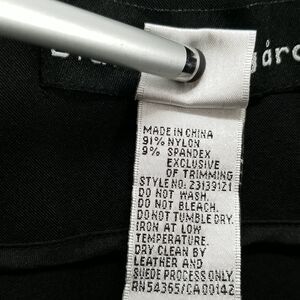 MADE IN CHINA
91% NYLON
9% SPANDEX
EXCLUSIVE
OF TRIMMING
STYLE NO: 23139121
DO NOT WASH.
DO NOT BLEACH.
DO NOT TUMBLE DRY.
IRON AT LOW
TEMPERATURE.
DRY CLEAN BY
LEATHER AND
SUEDE PROCESS ONLY
RN54365/CA00142